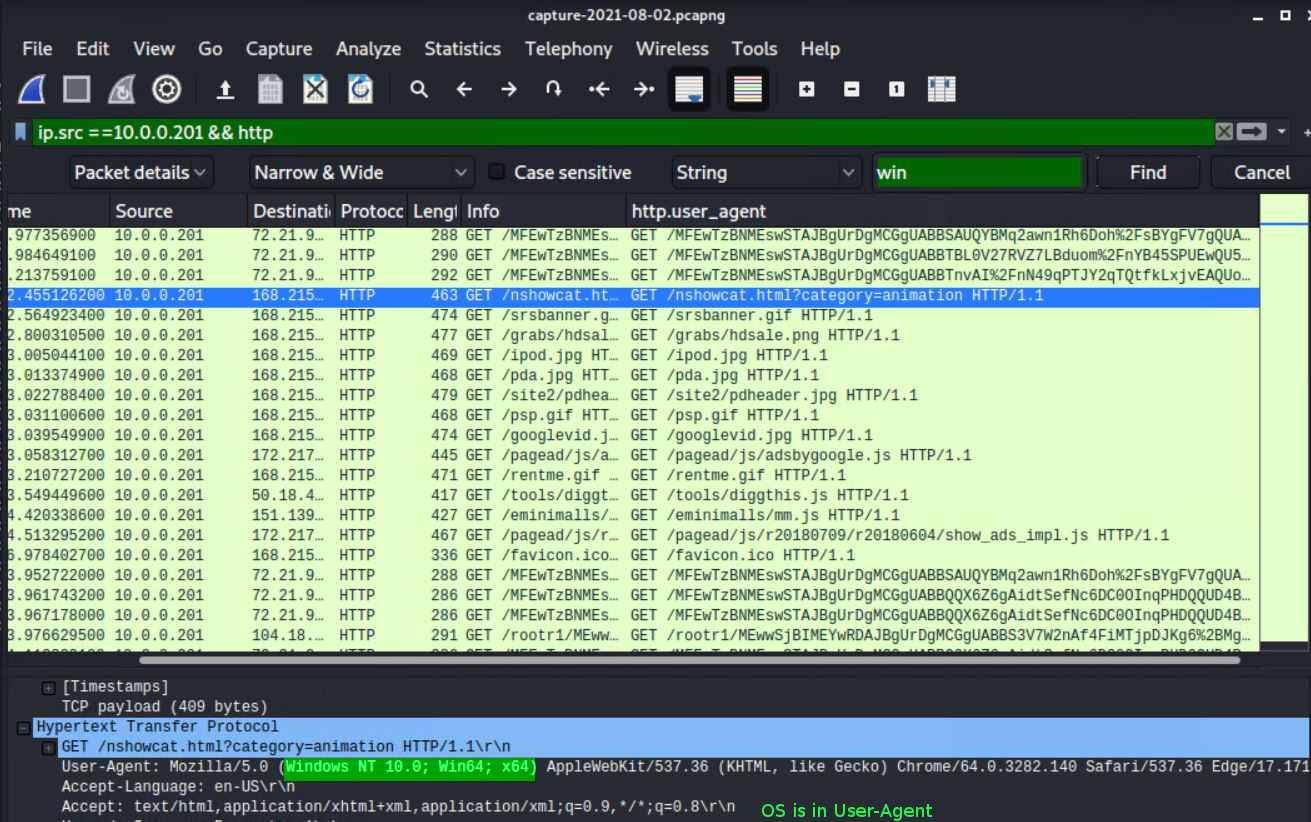 capture-2021-08-02.pcapng
File Edit View Go Capture Analyze Statistics Telephony Wireless Tools Help
ip.src ==10.0.0.201 && http
Packet details Narrow & Wide Case sensitive String win Find Cancel
me Source Destinati Protocc Lengt Info http.user_agent
.977356900 10.0.0.201 72.21.9… HTTP 288 GET /MFEwTzBNMEs… GET /MFEwTzBNMEswSTAJBgUrDgMCGgUABBSAUQYBMq2awn1Rh6Doh%2FsBYgFV7gQUA…
.984649100 10.0.0.201 72.21.9… HTTP 290 GET /MFEwTzBNMEs… GET /MFEwTzBNMEswSTAJBgUrDgMCGgUABBTBL0V27RVZ7LBduom%2FnYB45SPUEwQU5…
.213759100 10.0.0.201 72.21.9… HTTP 292 GET /MFEwTzBNMEs… GET /MFEwTzBNMEswSTAJBgUrDgMCGgUABBTnvAI%2FnN49qPTJY2qTQtfkLxjvEAQUo…
2.455126200 10.0.0.201 168.215… HTTP 463 GET /nshowcat.ht… GET /nshowcat.html?category=animation HTTP/1.1
2.564923400 10.0.0.201 168.215… HTTP 474 GET /srsbanner.g… GET /srsbanner.gif HTTP/1.1
2.800310500 10.0.0.201 168.215… HTTP 477 GET /grabs/hdsal… GET /grabs/hdsale.png HTTP/1.1
3.005044100 10.0.0.201 168.215… HTTP 469 GET /ipod.jpg HT… GET /ipod.jpg HTTP/1.1
3.013374900 10.0.0.201 168.215… HTTP 468 GET /pda.jpg HTT… GET /pda.jpg HTTP/1.1
3.022788400 10.0.0.201 168.215… HTTP 479 GET /site2/pdhea… GET /site2/pdheader.jpg HTTP/1.1
3.031100600 10.0.0.201 168.215… HTTP 468 GET /psp.gif HTT… GET /psp.gif HTTP/1.1
3.039549900 10.0.0.201 168.215… HTTP 474 GET /googlevid.j… GET /googlevid.jpg HTTP/1.1
3.058312700 10.0.0.201 172.217… HTTP 445 GET /pagead/js/a… GET /pagead/js/adsbygoogle.js HTTP/1.1
3.210727200 10.0.0.201 168.215… HTTP 471 GET /rentme.gif … GET /rentme.gif HTTP/1.1
3.549449600 10.0.0.201 50.18.4… HTTP 417 GET /tools/diggt… GET /tools/diggthis.js HTTP/1.1
4.420338600 10.0.0.201 151.139… HTTP 427 GET /eminimalls/… GET /eminimalls/mm.js HTTP/1.1
4.513295200 10.0.0.201 172.217… HTTP 467 GET /pagead/js/r… GET /pagead/js/r20180709/r20180604/show_ads_impl.js HTTP/1.1
6.978402700 10.0.0.201 168.215… HTTP 336 GET /favicon.ico… GET /favicon.ico HTTP/1.1
3.952722000 10.0.0.201 72.21.9… HTTP 288 GET /MFEwTzBNMEs… GET /MFEwTzBNMEswSTAJBgUrDgMCGgUABBSAUQYBMq2awn1Rh6Doh%2FsBYgFV7gQUA…
3.961743200 10.0.0.201 72.21.9… HTTP 286 GET /MFEwTzBNMEs… GET /MFEwTzBNMEswSTAJBgUrDgMCGgUABBQQX6Z6gAidtSefNc6DC0OInqPHDQQUD4B…
3.967178000 10.0.0.201 72.21.9… HTTP 286 GET /MFEwTzBNMEs… GET /MFEwTzBNMEswSTAJBgUrDgMCGgUABBQQX6Z6gAidtSefNc6DC0OInqPHDQQUD4B…
3.976629500 10.0.0.201 104.18.… HTTP 291 GET /rootr1/MEww… GET /rootr1/MEwwSjBIMEYwRDAJBgUrDgMCGgUABBS3V7W2nAf4FiMTjpDJKg6%2BMg…
[Timestamps]
TCP payload (409 bytes)
Hypertext Transfer Protocol
GET /nshowcat.html?category=animation HTTP/1.1\r\n
User-Agent: Mozilla/5.0 (Windows NT 10.0; Win64; x64) AppleWebKit/537.36 (KHTML, like Gecko) Chrome/64.0.3282.140 Safari/537.36 Edge/17.171
Accept-Language: en-US\r\n
Accept: text/html,application/xhtml+xml,application/xml;q=0.9,*/*;q=0.8\r\n
OS is in User-Agent